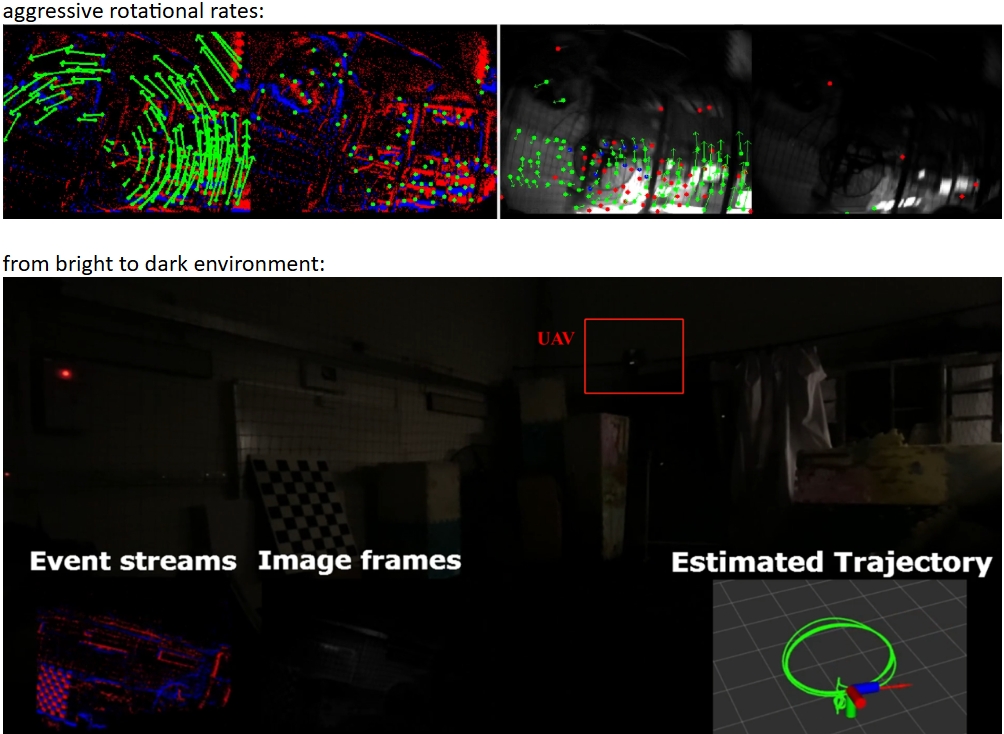 aggressive rotational rates:
from bright to dark environment:
UAV
Event streams
Image frames
Estimated Trajectory